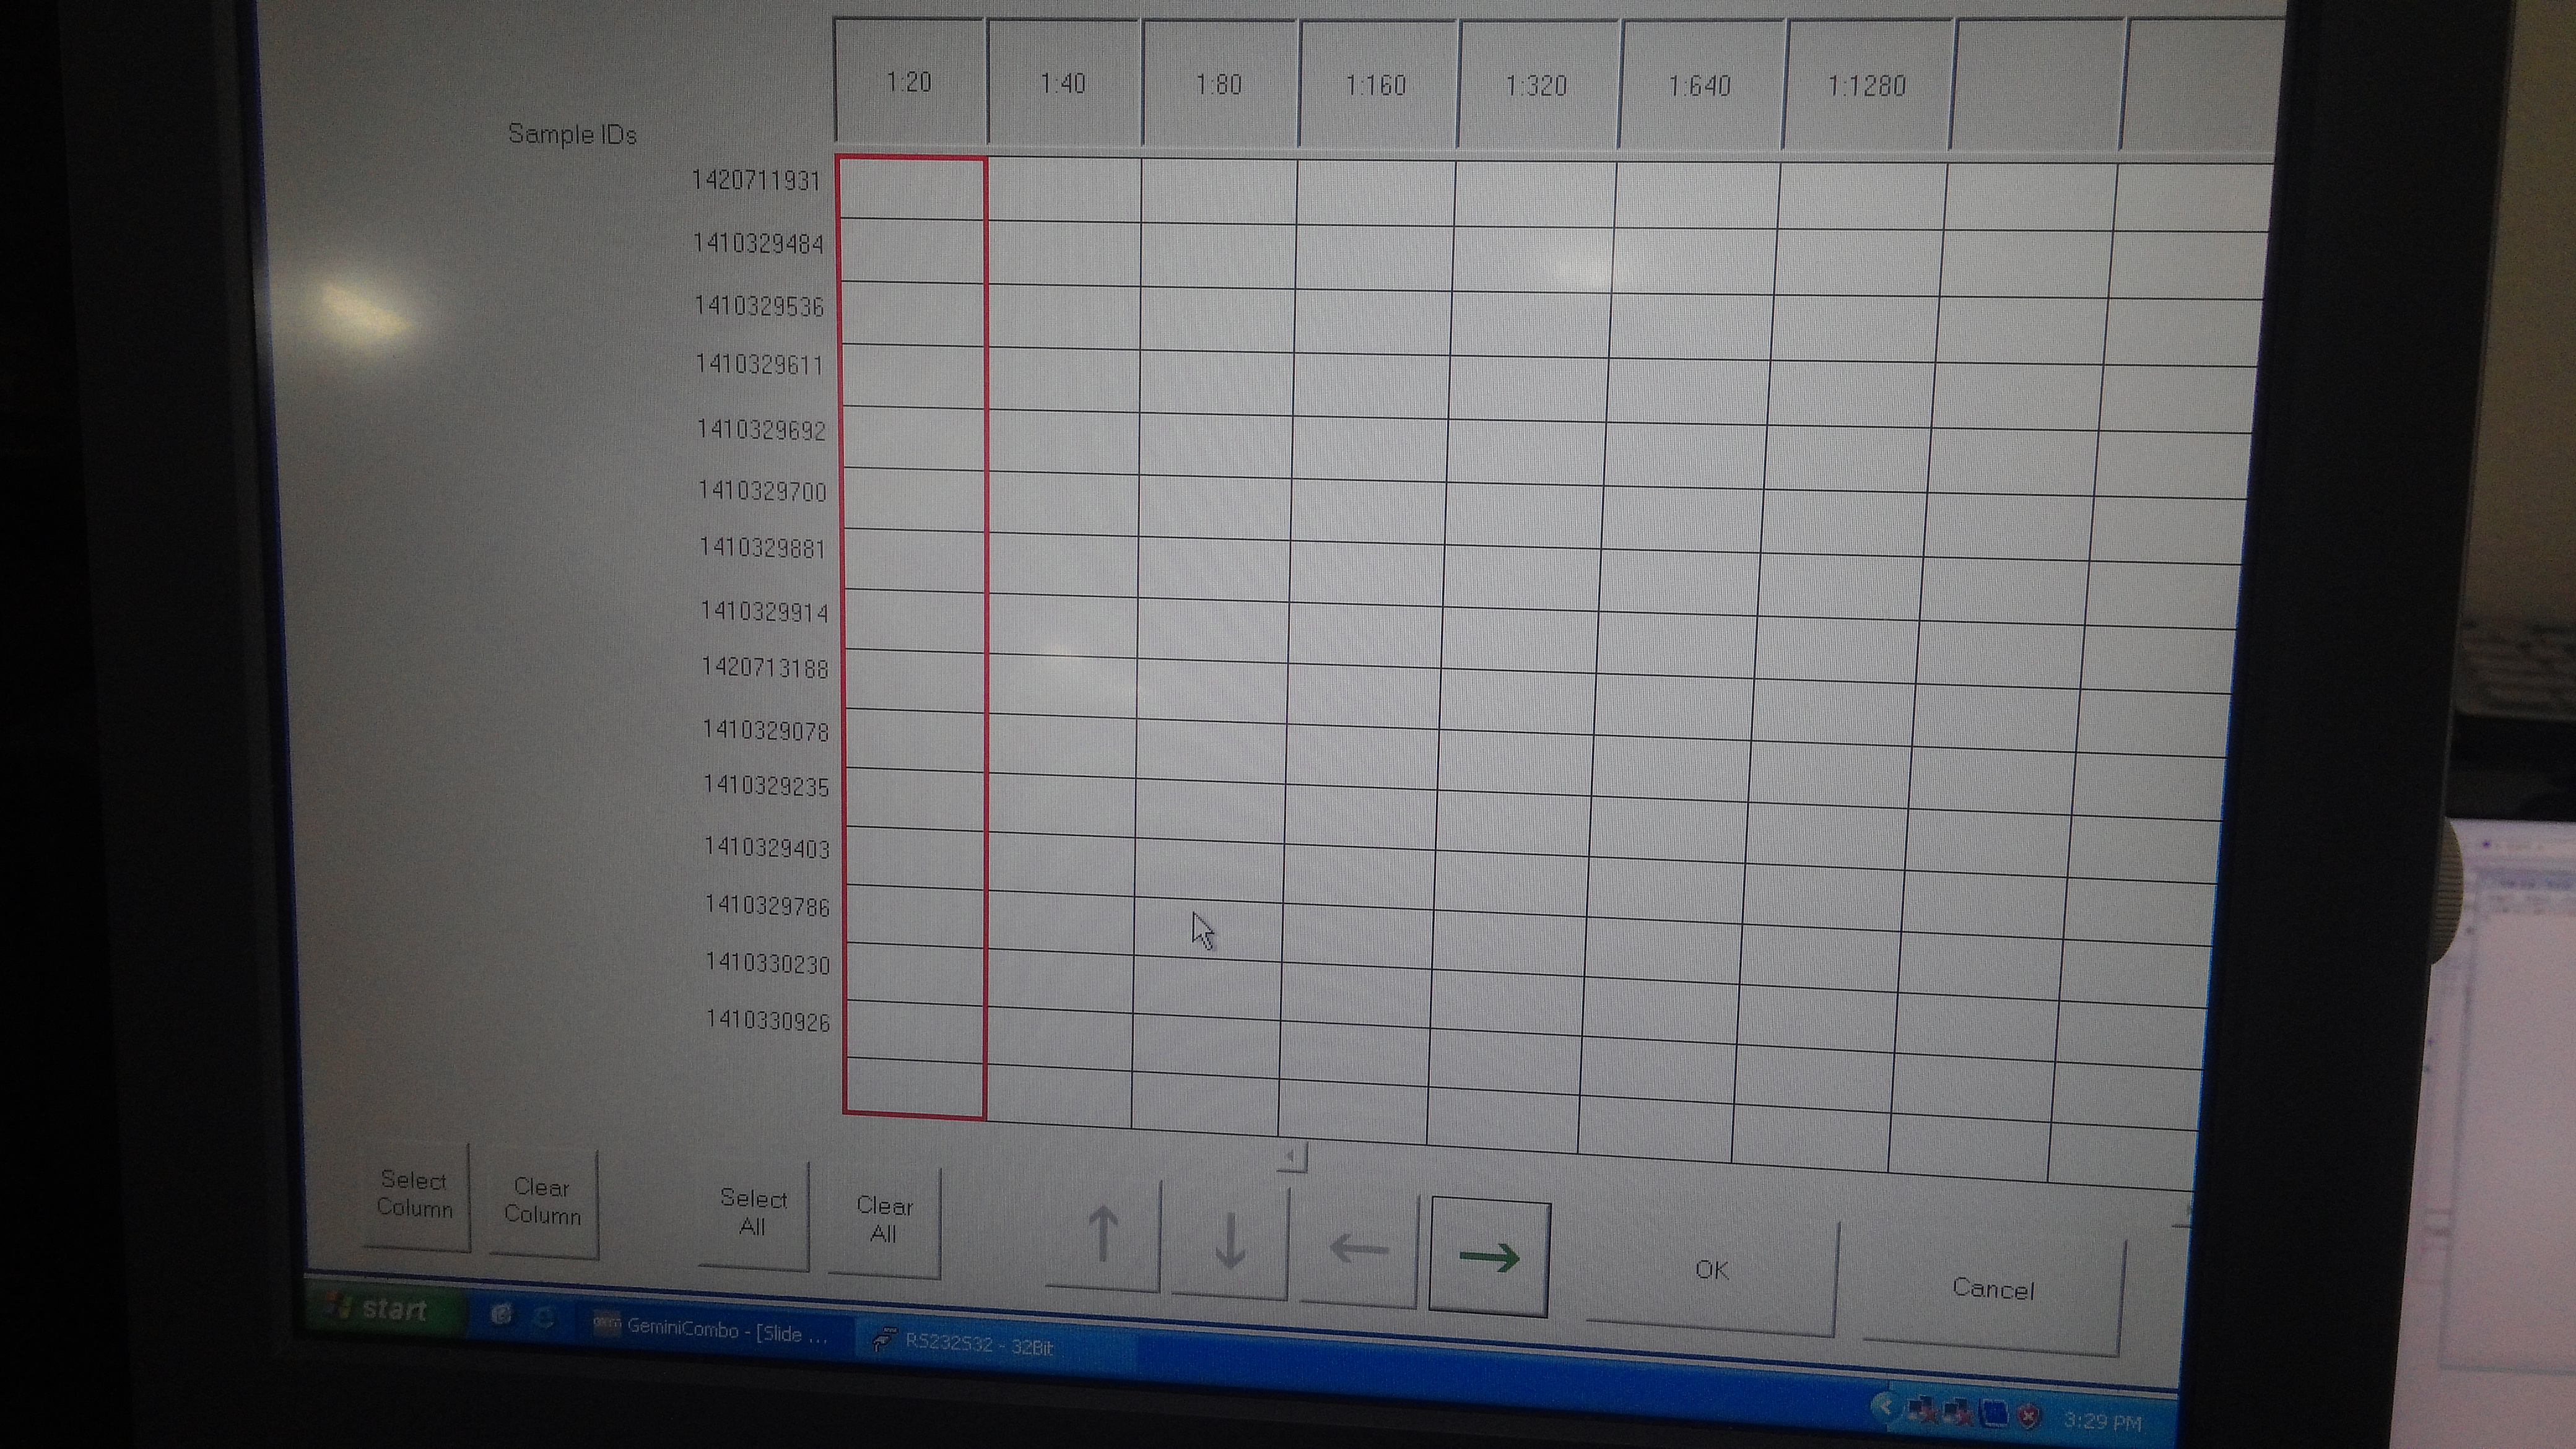 1:20 1:40 1:80 1:160 1:320 1:640 1:1280
Sample IDs
1420711931
1410329484
1410329536
1410329611
1410329692
1410329700
1410329881
1410329914
1420713188
1410329078
1410329235
1410329403
1410329786
1410330230
1410330926
Select Clear Select Clear
Column Column All All
OK Cancel
start GeminiCombo - [Slide ... RS232S32 - 32Bit 3:29 PM